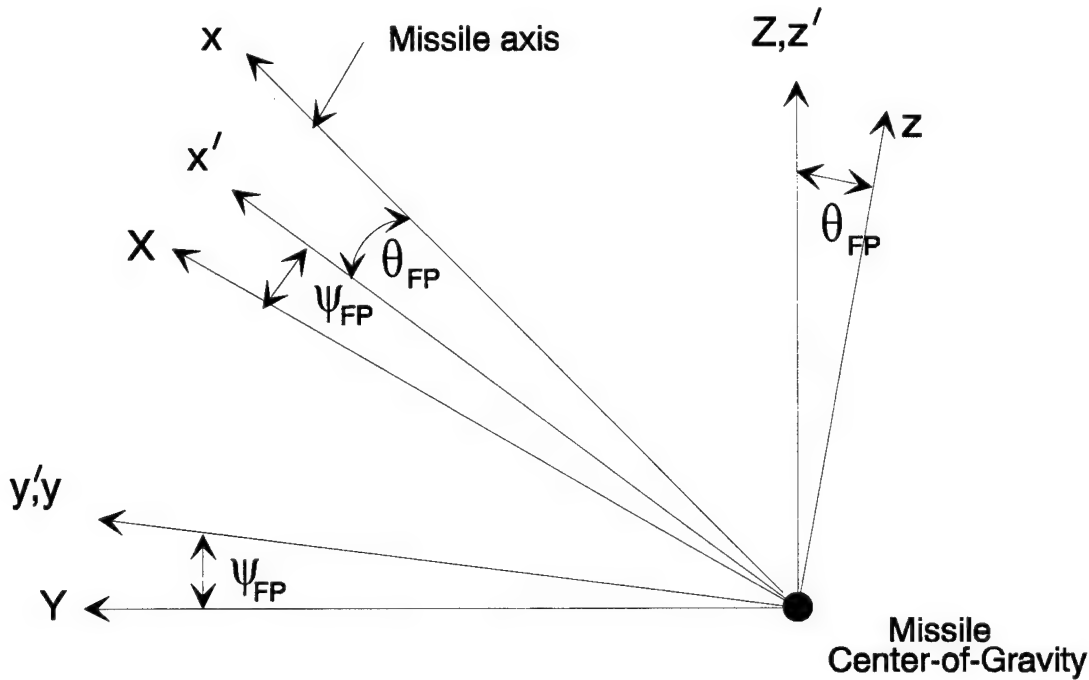 x
Missile axis
Z,z′
z
x′
X
θFP
θFP
ψFP
y′,y
ψFP
Y
Missile
Center-of-Gravity